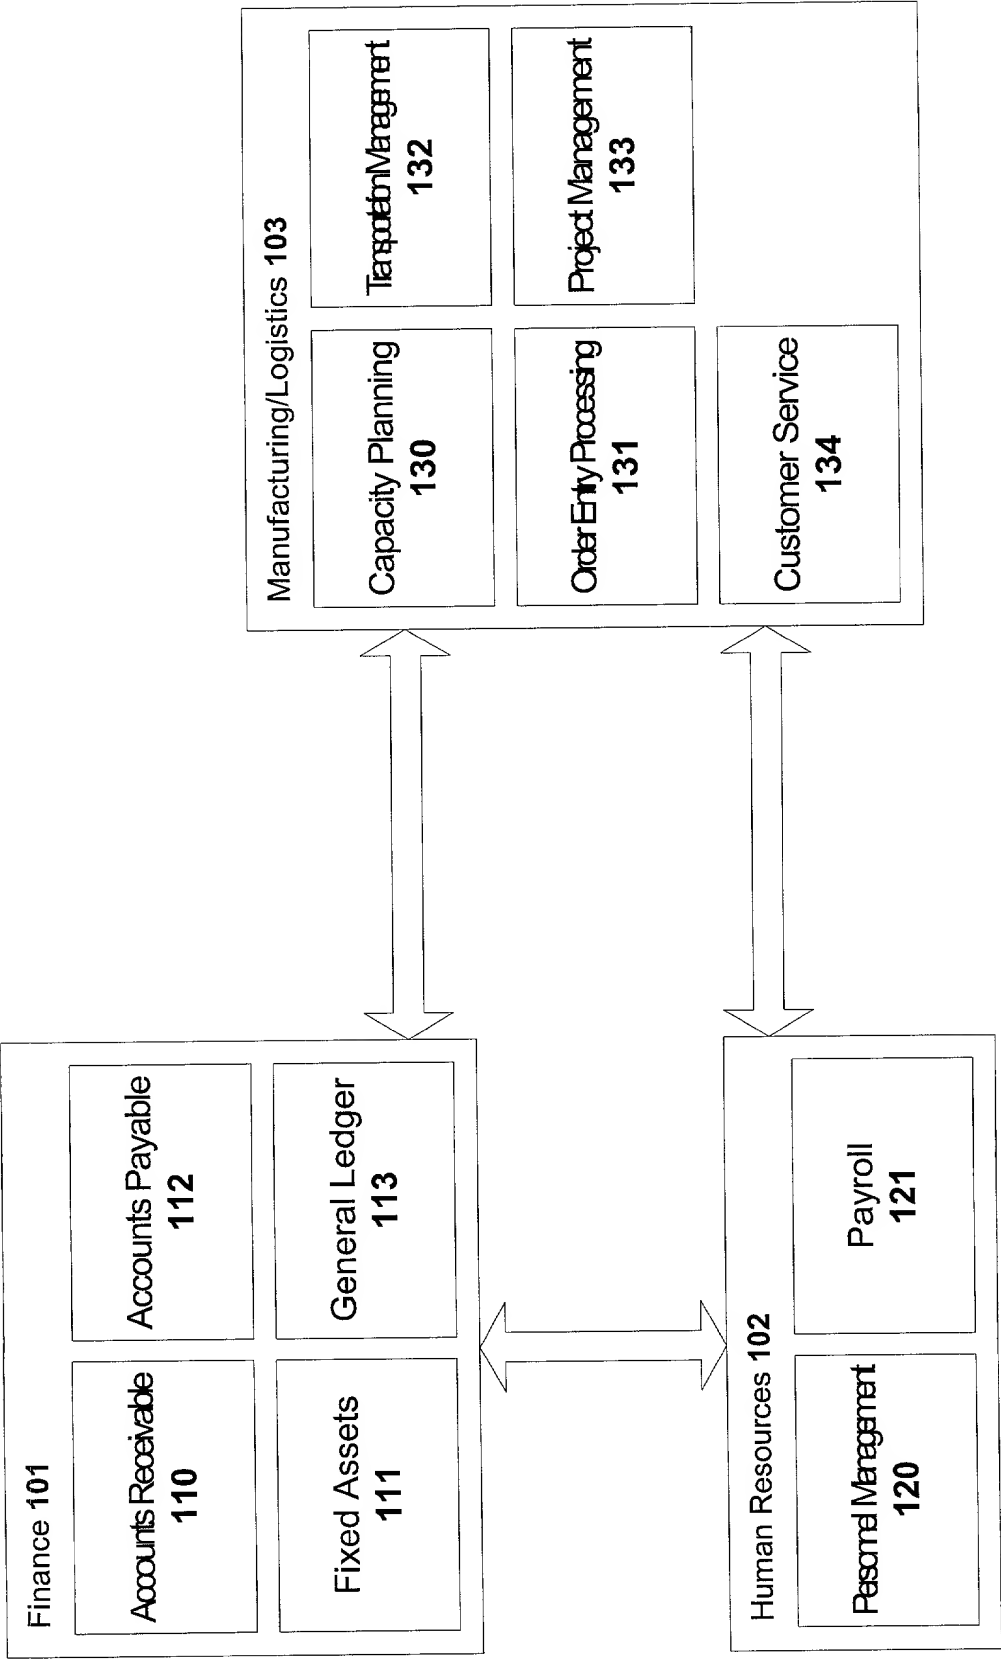 Finance 101
Accounts Receivable
110
Accounts Payable
112
Fixed Assets
111
General Ledger
113
Human Resources 102
Personnel Management
120
Payroll
121
Manufacturing/Logistics 103
Capacity Planning
130
Transportation Management
132
Order Entry Processing
131
Project Management
133
Customer Service
134